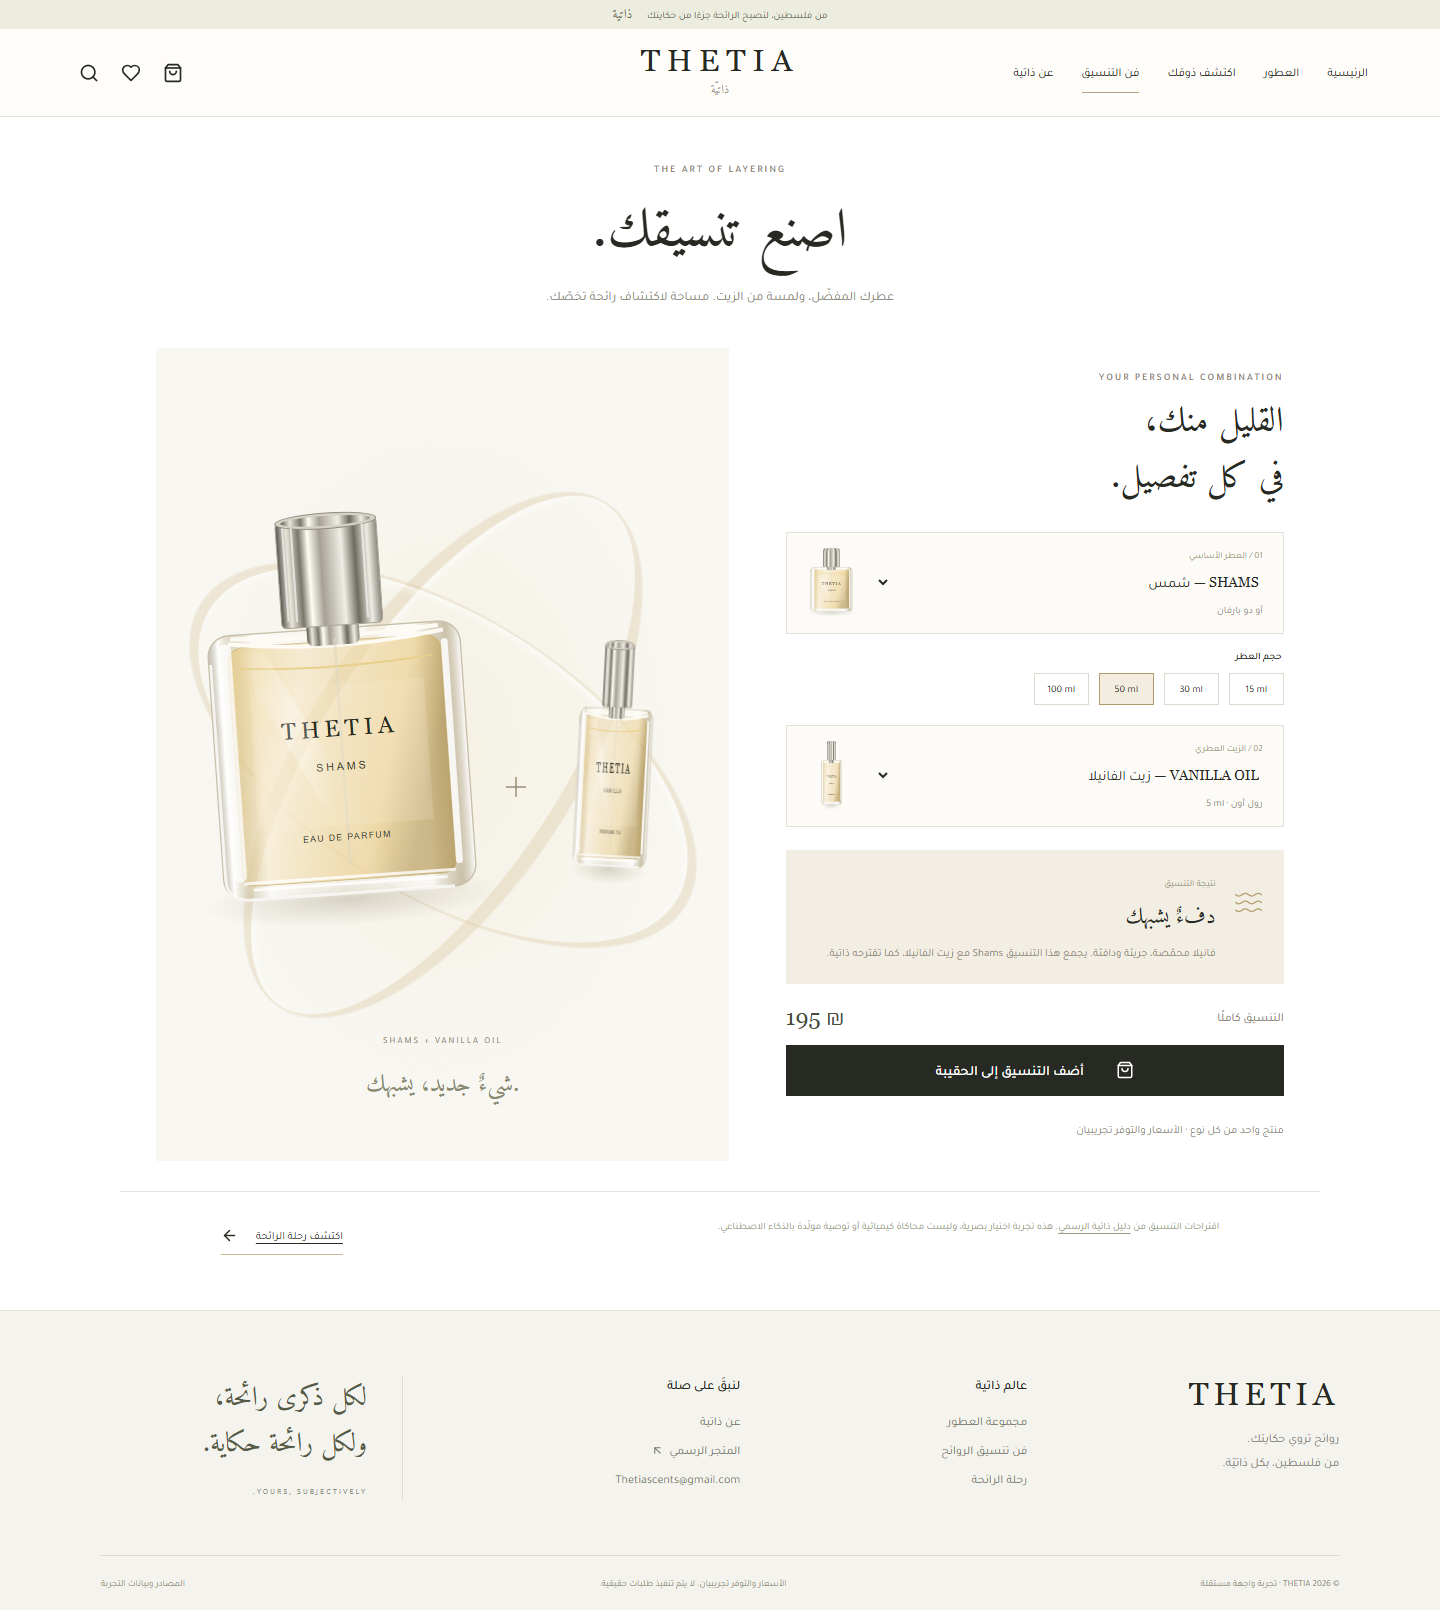 من فلسطين، لتصبح الرائحة جزءًا من حكايتك ذاتيّة
THETIA
ذاتيّة
الرئيسية العطور اكتشف ذوقك فن التنسيق عن ذاتية
THE ART OF LAYERING
اصنع تنسيقك.
عطرك المفضّل، ولمسة من الزيت. مساحة لاكتشاف رائحة تخصّك.
YOUR PERSONAL COMBINATION
القليل منك،
في كل تفصيل.
01 / العطر الأساسي
SHAMS — شمس
أو دو بارفان
THETIA
حجم العطر
15 ml 30 ml 50 ml 100 ml
02 / الزيت العطري
VANILLA OIL — زيت الفانيلا
رول أون · 5 ml
نتيجة التنسيق
دفءٌ يشبهك
فانيلا محمّصة، جريئة ودافئة. يجمع هذا التنسيق Shams مع زيت الفانيلا، كما تقترحه ذاتية.
التنسيق كاملًا
195 ₪
أضف التنسيق إلى الحقيبة
منتج واحد من كل نوع · الأسعار والتوفر تجريبيان
THETIA
SHAMS
EAU DE PARFUM
+
THETIA
VANILLA
PERFUME OIL
SHAMS + VANILLA OIL
.شيءٌ جديد، يشبهك
اقتراحات التنسيق من دليل ذاتية الرسمي. هذه تجربة اختيار بصرية، وليست محاكاة كيميائية أو توصية مولّدة بالذكاء الاصطناعي.
اكتشف رحلة الرائحة
THETIA
روائح تروي حكايتك.
من فلسطين، بكل ذاتيّة.
عالم ذاتية
مجموعة العطور
فن تنسيق الروائح
رحلة الرائحة
لنبقَ على صلة
عن ذاتية
المتجر الرسمي
Thetiascents@gmail.com
لكل ذكرى رائحة،
ولكل رائحة حكاية.
.YOURS, SUBJECTIVELY
© 2026 THETIA · تجربة واجهة مستقلة
الأسعار والتوفر تجريبيان. لا يتم تنفيذ طلبات حقيقية.
المصادر وبيانات التجربة